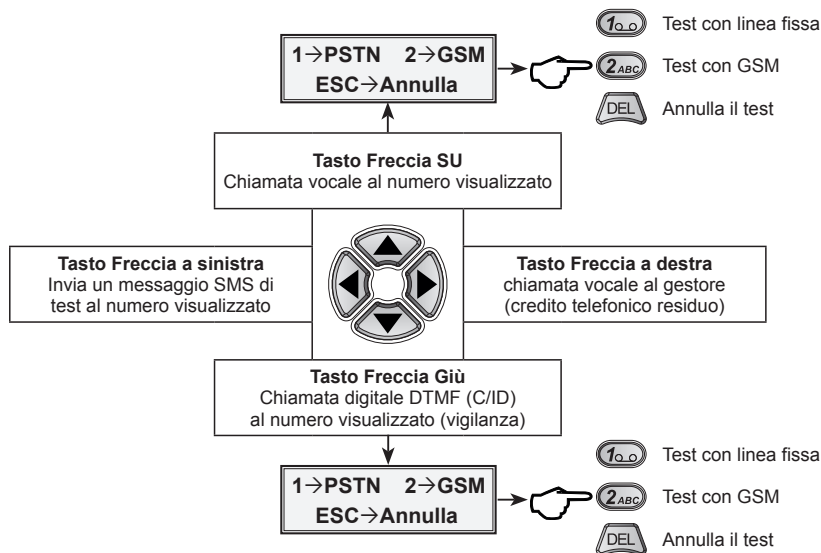 1→PSTN 2→GSM
ESC→Annulla
1 Test con linea fissa
2ABC Test con GSM
DEL Annulla il test
Tasto Freccia SU
Chiamata vocale al numero visualizzato
Tasto Freccia a sinistra
Invia un messaggio SMS di
test al numero visualizzato
Tasto Freccia a destra
chiamata vocale al gestore
(credito telefonico residuo)
Tasto Freccia Giù
Chiamata digitale DTMF (C/ID)
al numero visualizzato (vigilanza)
1→PSTN 2→GSM
ESC→Annulla
1 Test con linea fissa
2ABC Test con GSM
DEL Annulla il test